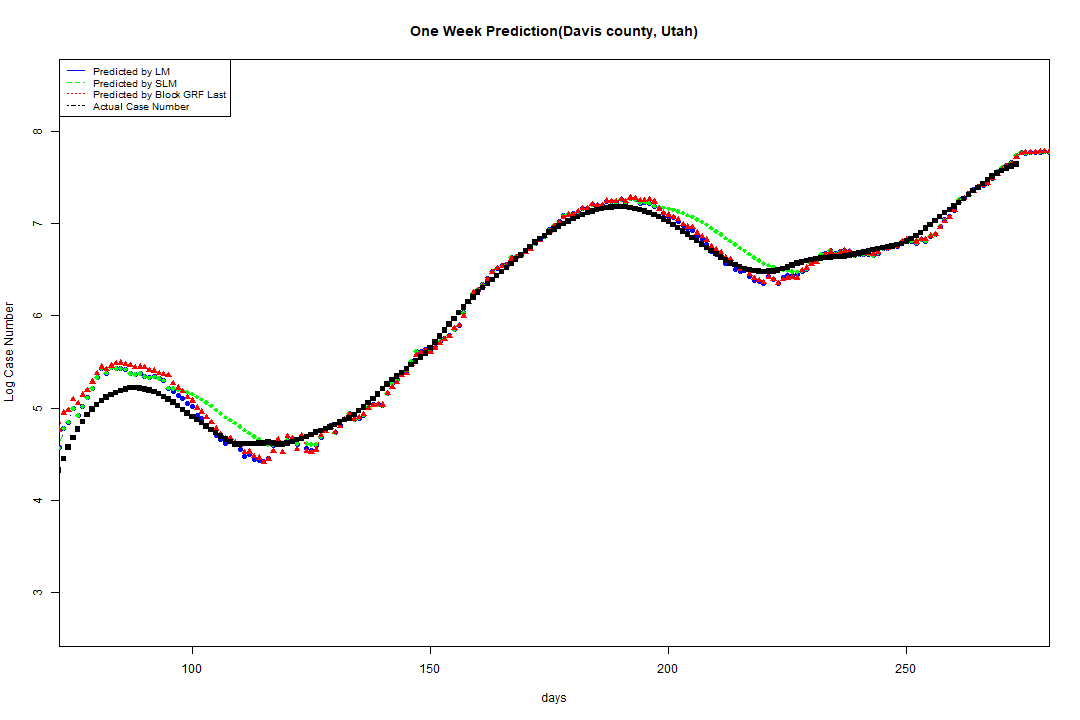 One Week Prediction(Davis county, Utah)
Predicted by LM
Predicted by SLM
Predicted by Block GRF Last
Actual Case Number
8
7
6
5
4
3
Log Case Number
100
150
200
250
days